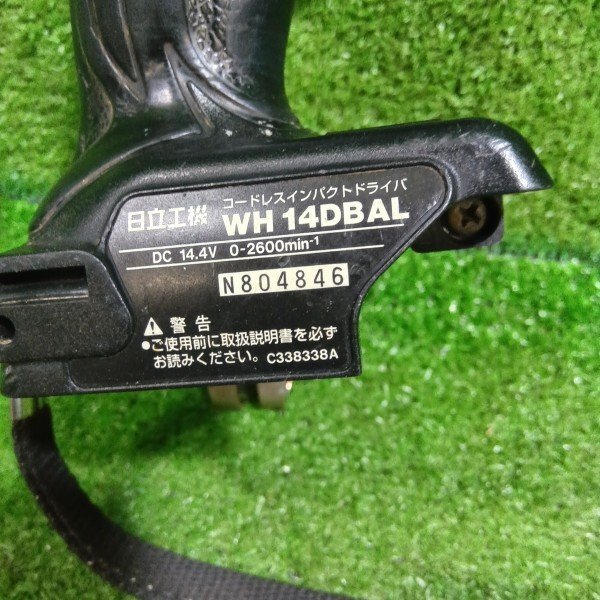 コードレスインパクトドライバ
日立工機 WH 14DBAL
DC 14.4V 0-2600min⁻¹
N804846
⚠ 警告
●ご使用前に取扱説明書を必ず
お読みください。 C338338A